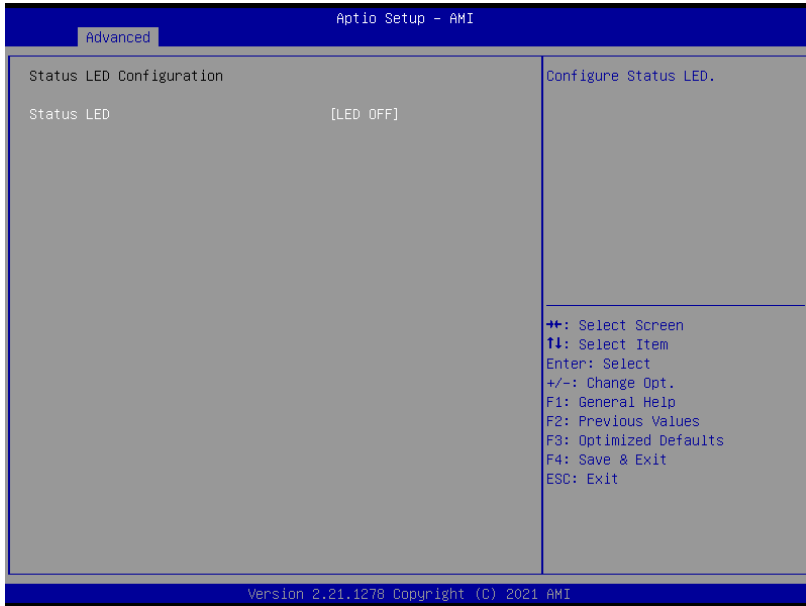 Aptio Setup - AMI
Advanced
Status LED Configuration
Status LED [LED OFF]
Configure Status LED.
→←: Select Screen
↑↓: Select Item
Enter: Select
+/-: Change Opt.
F1: General Help
F2: Previous Values
F3: Optimized Defaults
F4: Save & Exit
ESC: Exit
Version 2.21.1278 Copyright (C) 2021 AMI